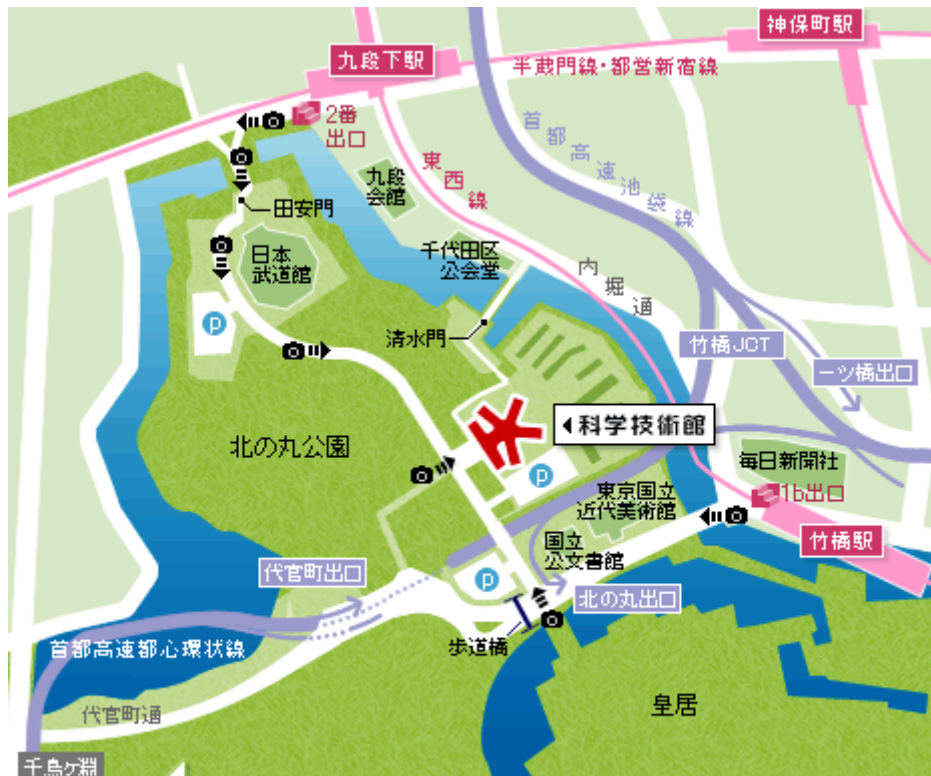 神保町駅
九段下駅
半蔵門線・都営新宿線
2番
出口
首都高速池袋線
東西線
九段
会館
田安門
日本
武道館
千代田区
公会堂
内堀通
P
清水門
竹橋JCT
一ツ橋出口
科学技術館
北の丸公園
毎日新聞社
P
1b出口
東京国立
近代美術館
竹橋駅
国立
公文書館
代官町出口
P
北の丸出口
歩道橋
首都高速都心環状線
皇居
代官町通
千鳥ケ淵